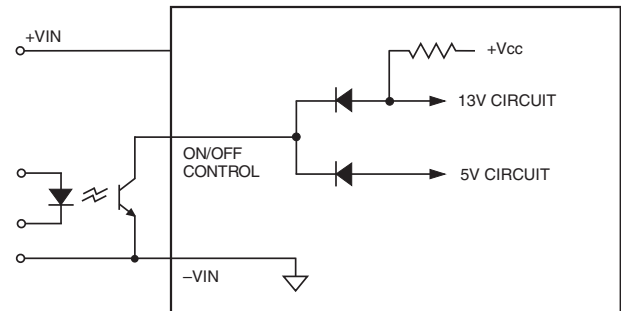 +VIN
+Vcc
13V CIRCUIT
ON/OFF
CONTROL
5V CIRCUIT
–VIN